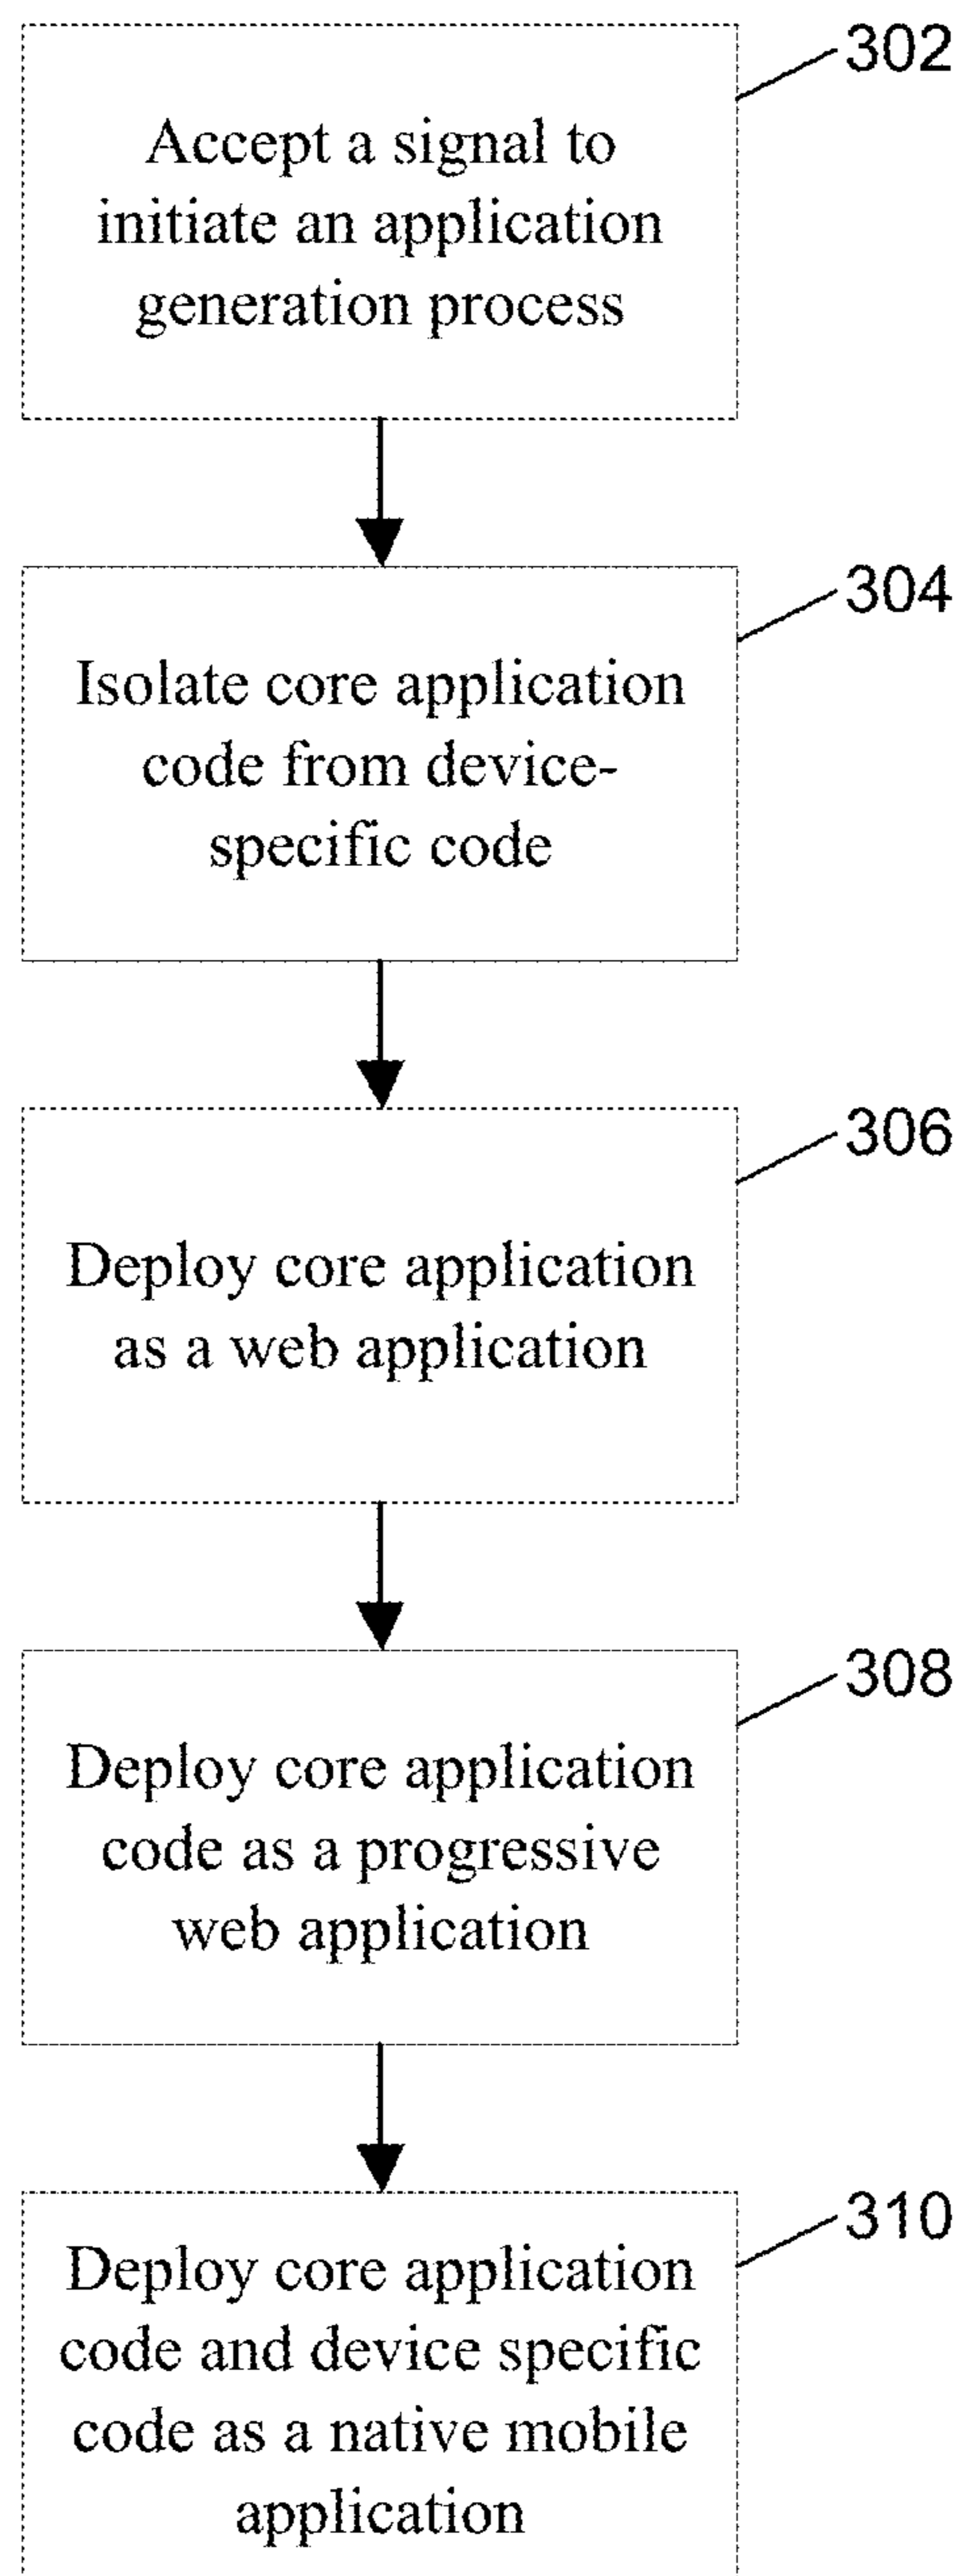 302
Accept a signal to
initiate an application
generation process
304
Isolate core application
code from device-
specific code
306
Deploy core application
as a web application
308
Deploy core application
code as a progressive
web application
310
Deploy core application
code and device specific
code as a native mobile
application